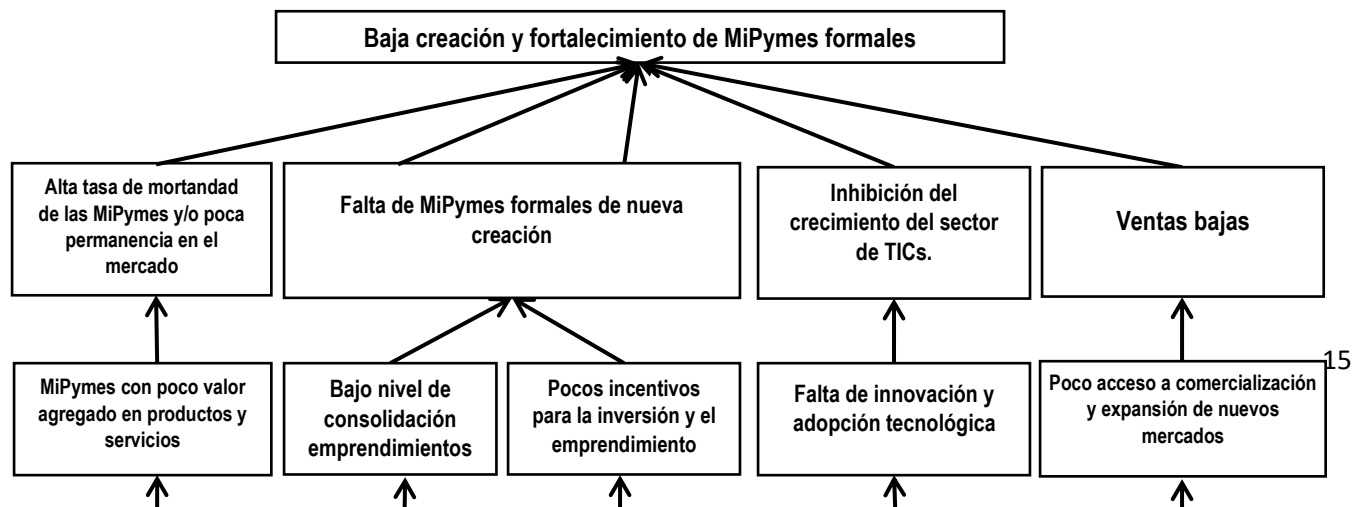 Baja creación y fortalecimiento de MiPymes formales
Alta tasa de mortandad
de las MiPymes y/o poca
permanencia en el
mercado
Falta de MiPymes formales de nueva
creación
Inhibición del
crecimiento del sector
de TICs.
Ventas bajas
MiPymes con poco valor
agregado en productos y
servicios
Bajo nivel de
consolidación
emprendimientos
Pocos incentivos
para la inversión y el
emprendimiento
Falta de innovación y
adopción tecnológica
Poco acceso a comercialización
y expansión de nuevos
mercados
15